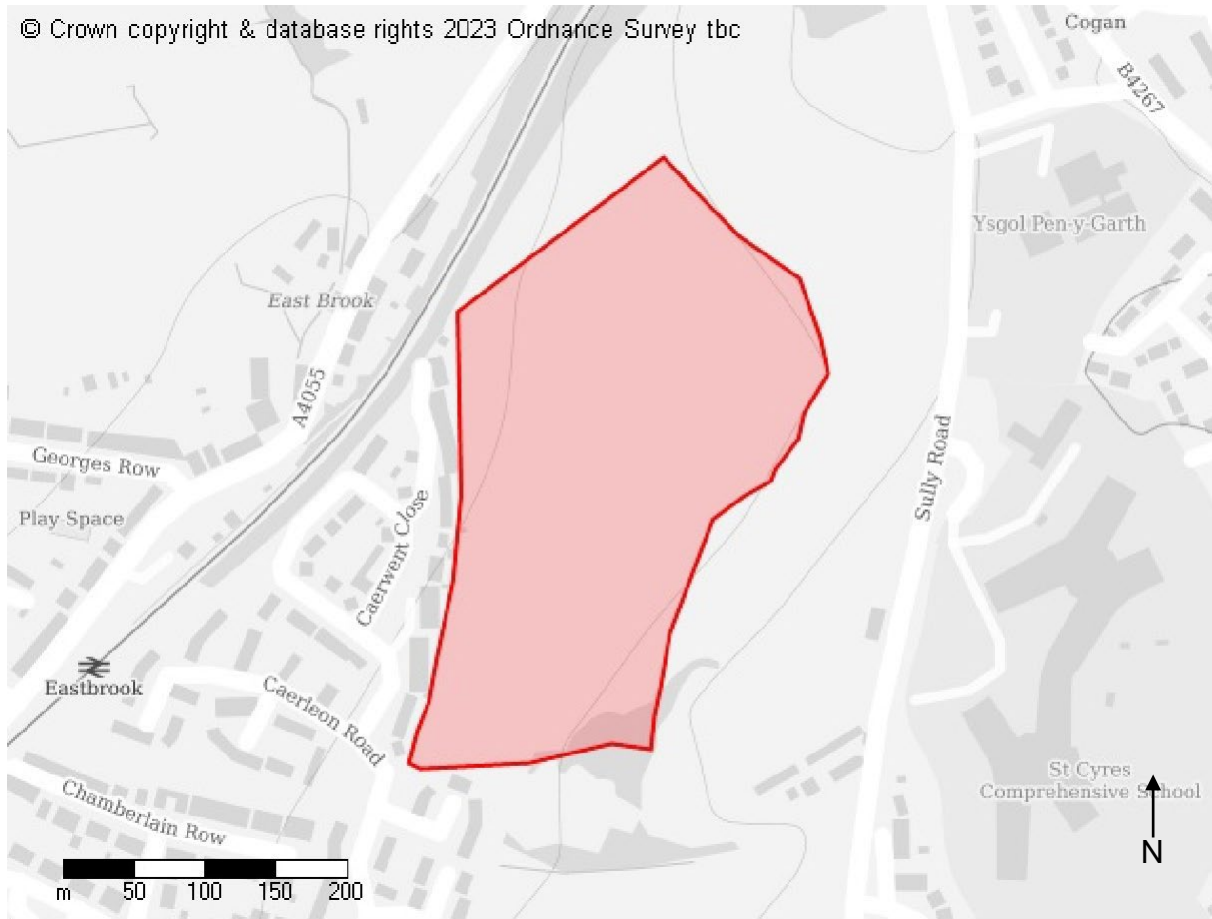 © Crown copyright & database rights 2023 Ordnance Survey tbc
Cogan
B4267
Ysgol Pen-y-Garth
East Brook
A4055
Georges Row
Sully Road
Play Space
Caerwent Close
Eastbrook
Caerleon Road
St Cyres
Comprehensive School
Chamberlain Row
N
m 50 100 150 200